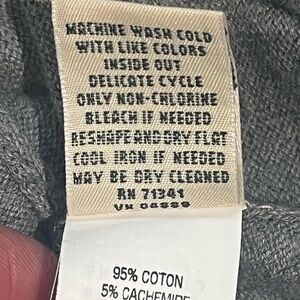 MACHINE WASH COLD
WITH LIKE COLORS
INSIDE OUT
DELICATE CYCLE
ONLY NON-CHLORINE
BLEACH IF NEEDED
RESHAPE AND DRY FLAT
COOL IRON IF NEEDED
MAY BE DRY CLEANED
RN 71341
95% COTON
5% CACHEMIRE